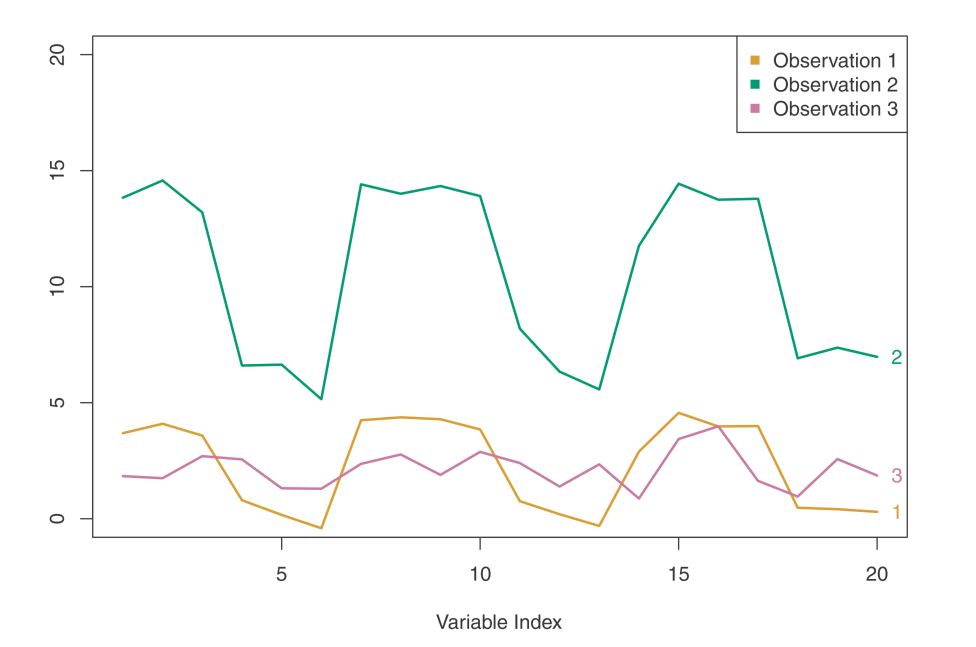 20
15
10
5
0
Observation 1
Observation 2
Observation 3
2
3
1
5 10 15 20
Variable Index